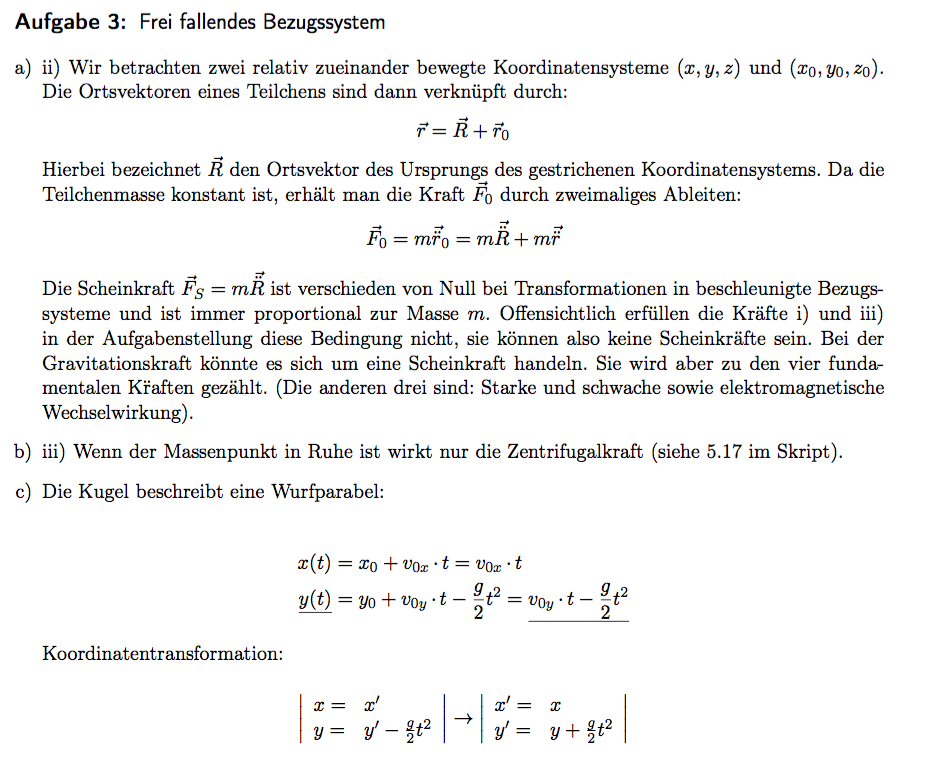 Aufgabe 3: Frei fallendes Bezugssystem
a) ii) Wir betrachten zwei relativ zueinander bewegte Koordinatensysteme (x, y, z) und (x₀, y₀, z₀).
Die Ortsvektoren eines Teilchens sind dann verknüpft durch:
r⃗ = R⃗ + r⃗₀
Hierbei bezeichnet R⃗ den Ortsvektor des Ursprungs des gestrichenen Koordinatensystems. Da die
Teilchenmasse konstant ist, erhält man die Kraft F⃗₀ durch zweimaliges Ableiten:
F⃗₀ = mr̈⃗₀ = mR̈⃗ + mr̈⃗
Die Scheinkraft F⃗_S = mR̈⃗ ist verschieden von Null bei Transformationen in beschleunigte Bezugs-
systeme und ist immer proportional zur Masse m. Offensichtlich erfüllen die Kräfte i) und iii)
in der Aufgabenstellung diese Bedingung nicht, sie können also keine Scheinkräfte sein. Bei der
Gravitationskraft könnte es sich um eine Scheinkraft handeln. Sie wird aber zu den vier funda-
mentalen Kr̈aften gezählt. (Die anderen drei sind: Starke und schwache sowie elektromagnetische
Wechselwirkung).
b) iii) Wenn der Massenpunkt in Ruhe ist wirkt nur die Zentrifugalkraft (siehe 5.17 im Skript).
c) Die Kugel beschreibt eine Wurfparabel:
x(t) = x₀ + v₀ₓ · t = v₀ₓ · t
y(t) = y₀ + v₀y · t − g/2 t² = v₀y · t − g/2 t²
Koordinatentransformation:
| x = x′ | → | x′ = x |
| y = y′ − g/2 t² | → | y′ = y + g/2 t² |